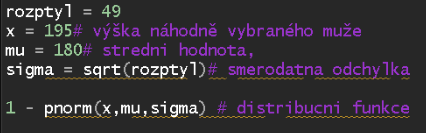 rozptyl = 49
x = 195# výška náhodně vybraného muže
mu = 180# stredni hodnota,
sigma = sqrt(rozptyl)# smerodatna odchylka
1 - pnorm(x,mu,sigma) # distribucni funkce